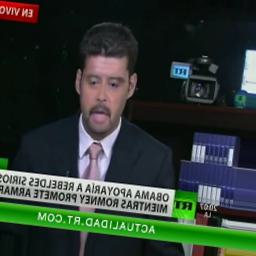 EN VIVO
RT
OBAMA APOYARÍA A REBELDES SIRIOS
MIENTRAS ROMNEY PROMETE ARMAR
ACTUALIDAD.RT.COM